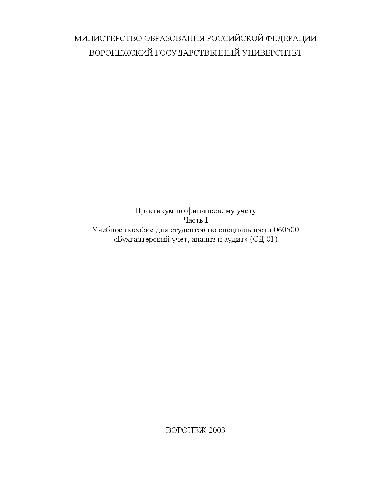 МИНИСТЕРСТВО ОБРАЗОВАНИЯ РОССИЙСКОЙ ФЕДЕРАЦИИ
ВОРОНЕЖСКИЙ ГОСУДАРСТВЕННЫЙ УНИВЕРСИТЕТ
Практикум по финансовому учету
Часть I
Учебное пособие для студентов по специальности 060500
«Бухгалтерский учет, анализ и аудит» (СД.01)
ВОРОНЕЖ 2003